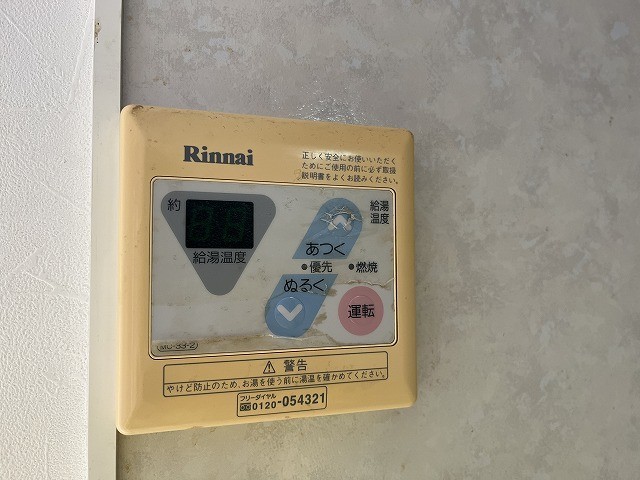 Rinnai
正しく安全にお使いいただく
ためにご使用の前に必ず取扱
説明書をよくお読みください。
約
給湯温度
給湯
温度
あつく
優先
燃焼
ぬるく
運転
MC-33-2
警告
やけど防止のため、お湯を使う前に湯温を確かめてください。
フリーダイヤル
0120-054321